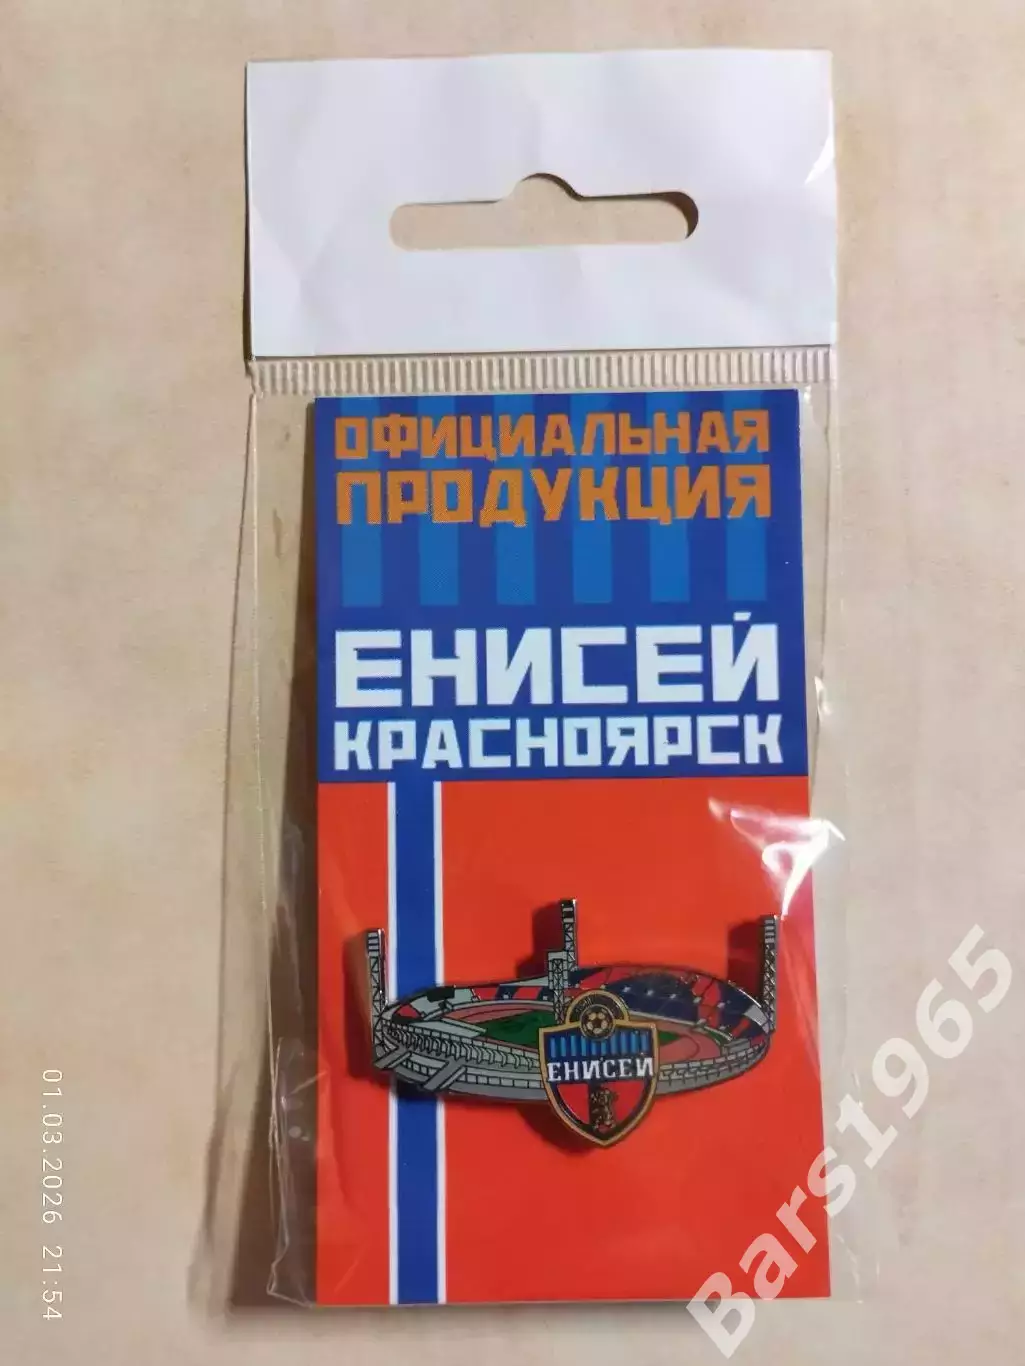 ОФИЦИАЛЬНАЯ
ПРОДУКЦИЯ
ЕНИСЕЙ
КРАСНОЯРСК
ЕНИСЕЙ
01.03.2026 21:54
Bars1965